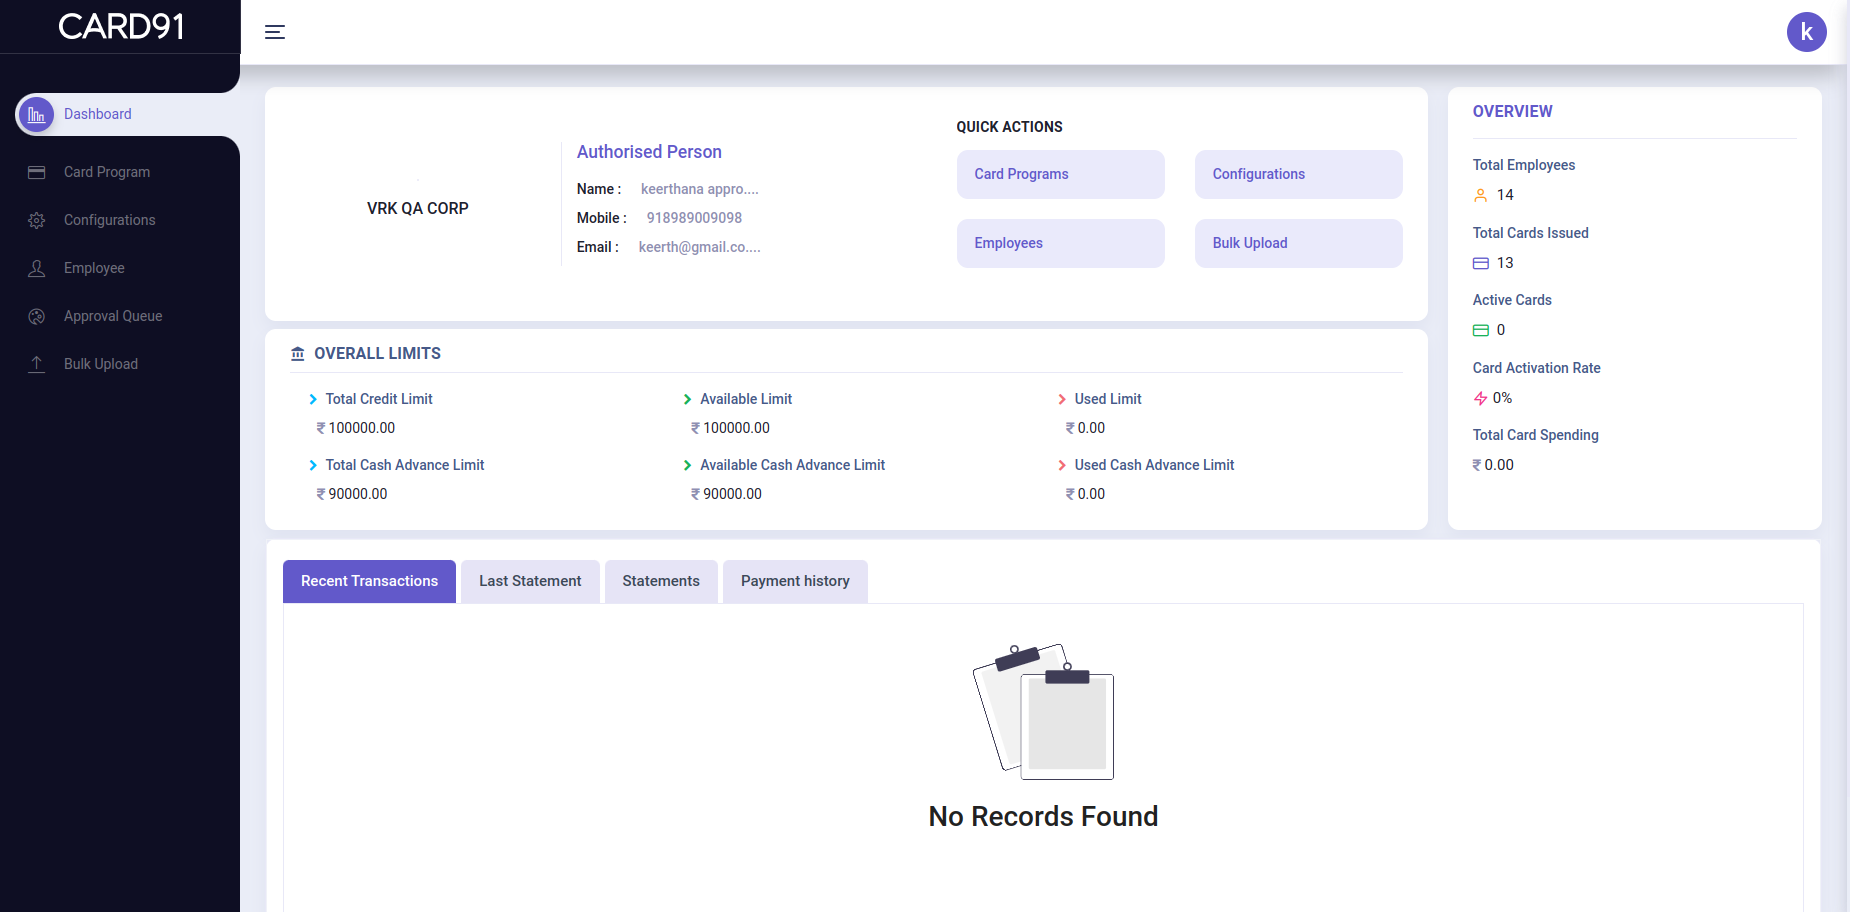 CARD91
k
Dashboard
Card Program
Configurations
Employee
Approval Queue
Bulk Upload
VRK QA CORP
Authorised Person
Name : keerthana appro....
Mobile : 918989009098
Email : keerth@gmail.co....
QUICK ACTIONS
Card Programs
Configurations
Employees
Bulk Upload
OVERVIEW
Total Employees
14
Total Cards Issued
13
Active Cards
0
Card Activation Rate
0%
Total Card Spending
₹ 0.00
OVERALL LIMITS
Total Credit Limit
₹ 100000.00
Available Limit
₹ 100000.00
Used Limit
₹ 0.00
Total Cash Advance Limit
₹ 90000.00
Available Cash Advance Limit
₹ 90000.00
Used Cash Advance Limit
₹ 0.00
Recent Transactions
Last Statement
Statements
Payment history
No Records Found